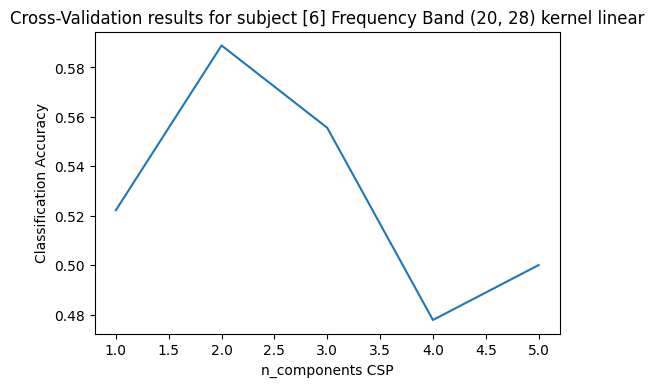 Cross-Validation results for subject [6] Frequency Band (20, 28) kernel linear
Classification Accuracy
0.58
0.56
0.54
0.52
0.50
0.48
1.0 1.5 2.0 2.5 3.0 3.5 4.0 4.5 5.0
n_components CSP